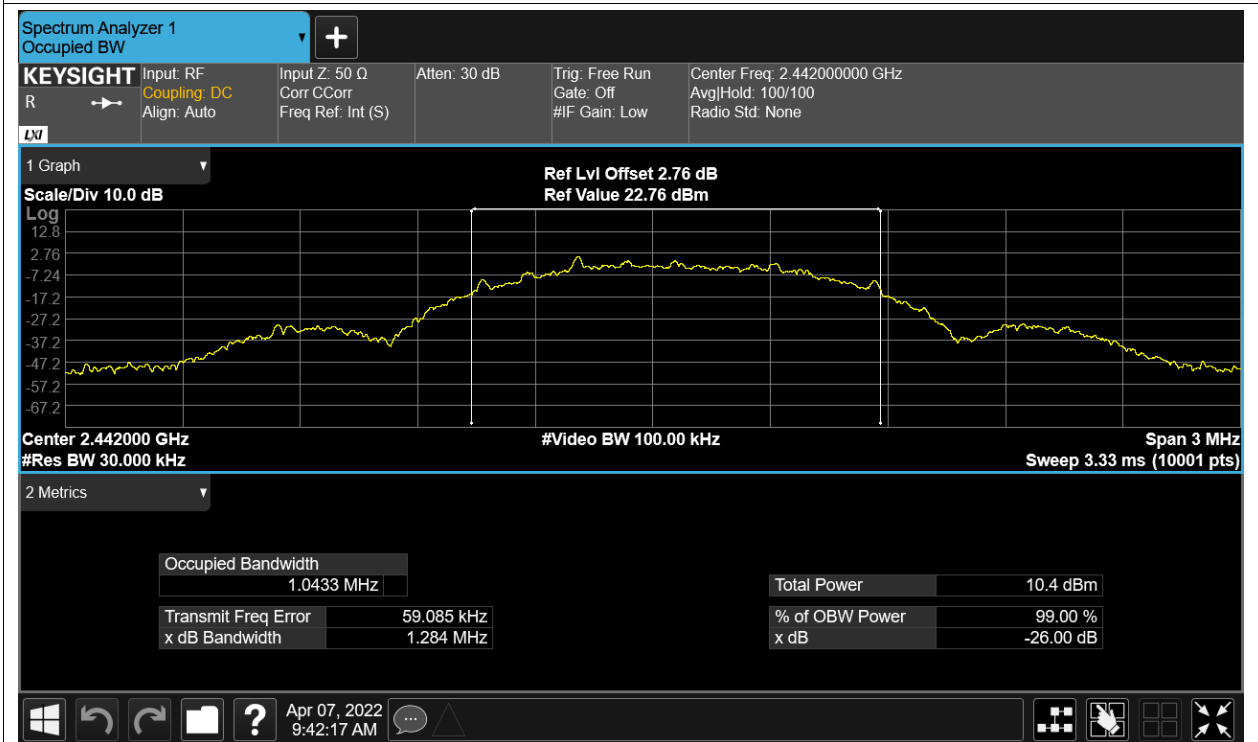 Spectrum Analyzer 1
Occupied BW
KEYSIGHT Input: RF Input Z: 50 Ω Atten: 30 dB Trig: Free Run Center Freq: 2.442000000 GHz
R Coupling: DC Corr CCorr Gate: Off Avg|Hold: 100/100
Align: Auto Freq Ref: Int (S) #IF Gain: Low Radio Std: None
LXI
1 Graph
Ref Lvl Offset 2.76 dB
Scale/Div 10.0 dB Ref Value 22.76 dBm
Log
12.8
2.76
-7.24
-17.2
-27.2
-37.2
-47.2
-57.2
-67.2
Center 2.442000 GHz #Video BW 100.00 kHz Span 3 MHz
#Res BW 30.000 kHz Sweep 3.33 ms (10001 pts)
2 Metrics
Occupied Bandwidth
1.0433 MHz Total Power 10.4 dBm
Transmit Freq Error 59.085 kHz % of OBW Power 99.00 %
x dB Bandwidth 1.284 MHz x dB -26.00 dB
? Apr 07, 2022
9:42:17 AM